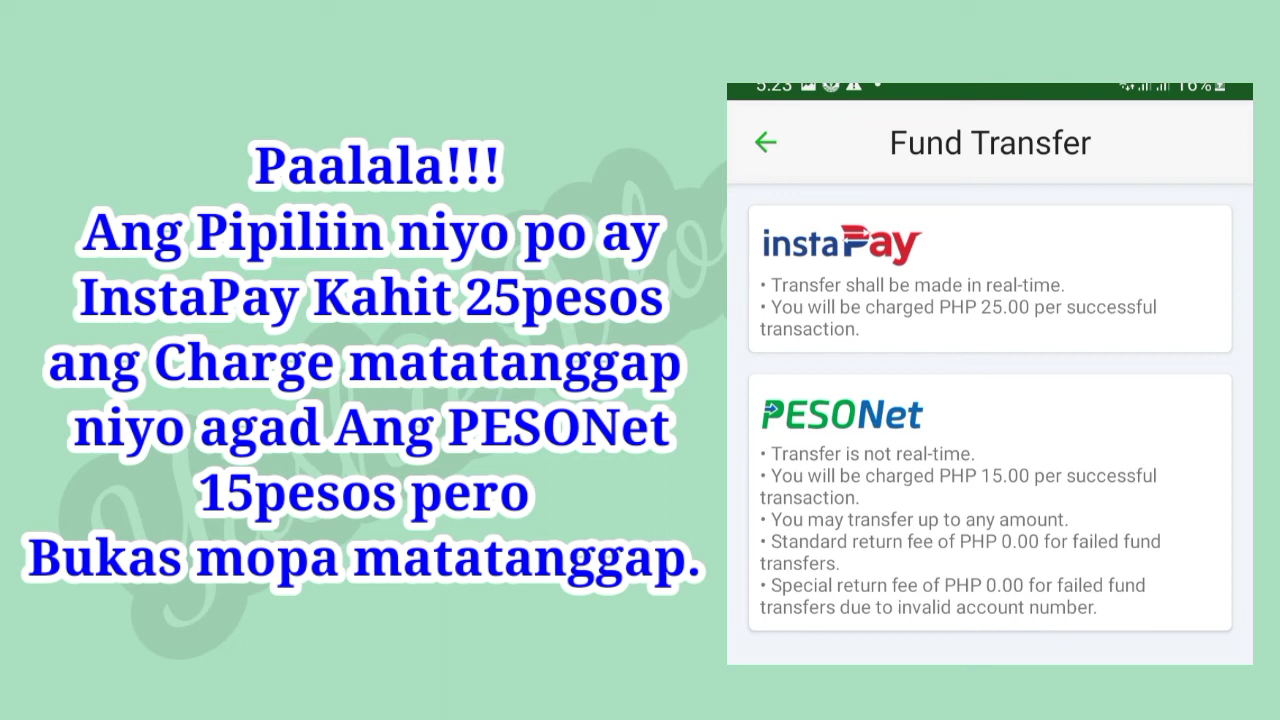 Paalala!!!
Ang Pipiliin niyo po ay
InstaPay Kahit 25pesos
ang Charge matatanggap
niyo agad Ang PESONet
15pesos pero
Bukas mopa matatanggap.
5:23
16%
Fund Transfer
instaPay
• Transfer shall be made in real-time.
• You will be charged PHP 25.00 per successful
transaction.
PESONet
• Transfer is not real-time.
• You will be charged PHP 15.00 per successful
transaction.
• You may transfer up to any amount.
• Standard return fee of PHP 0.00 for failed fund
transfers.
• Special return fee of PHP 0.00 for failed fund
transfers due to invalid account number.